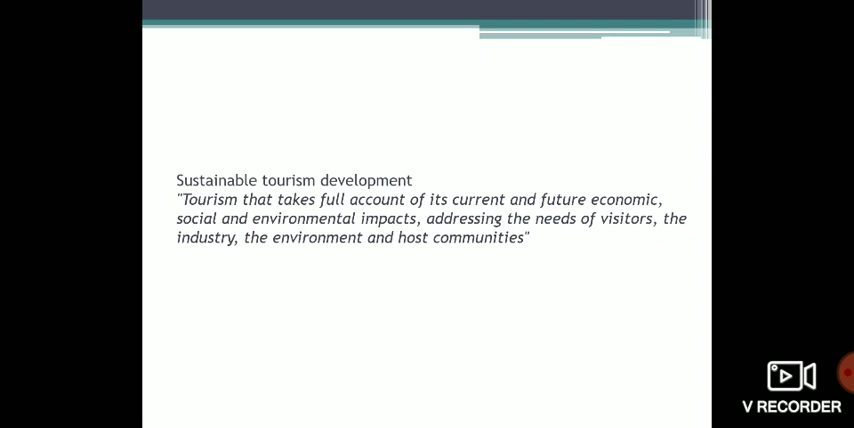 Sustainable tourism development
"Tourism that takes full account of its current and future economic,
social and environmental impacts, addressing the needs of visitors, the
industry, the environment and host communities"
V RECORDER